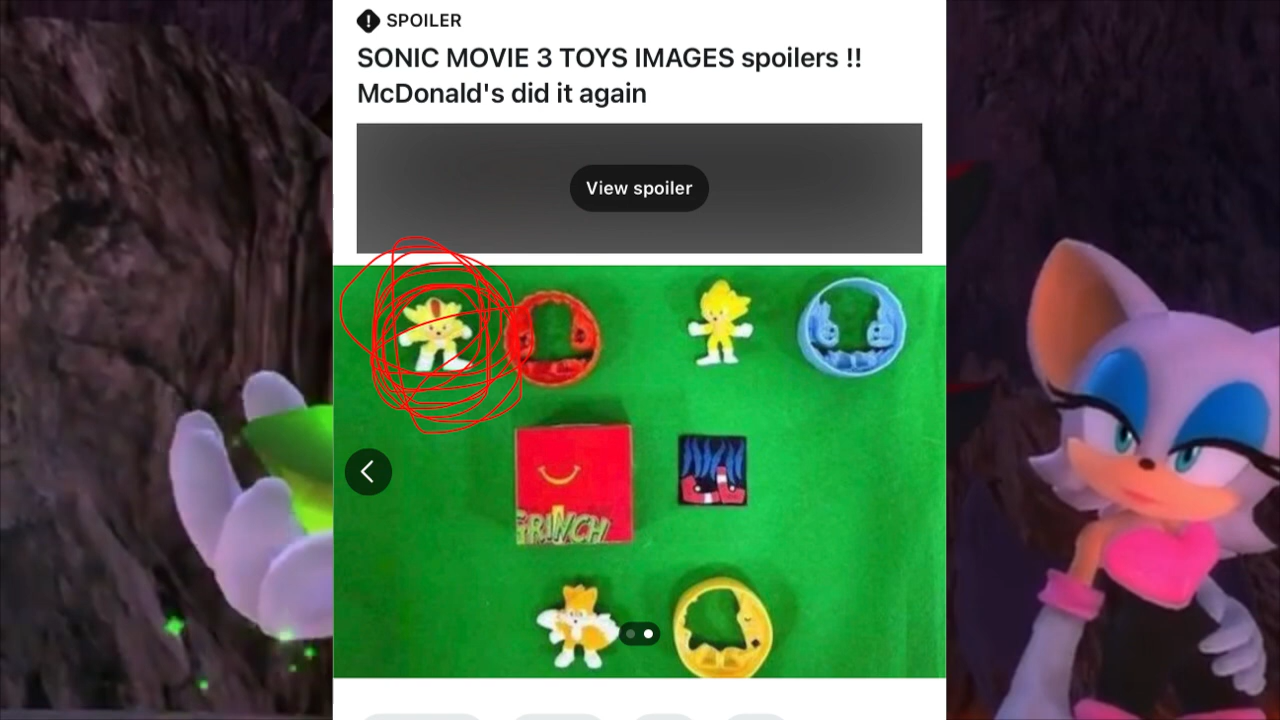 SPOILER
SONIC MOVIE 3 TOYS IMAGES spoilers !!
McDonald's did it again
View spoiler
GRINCH